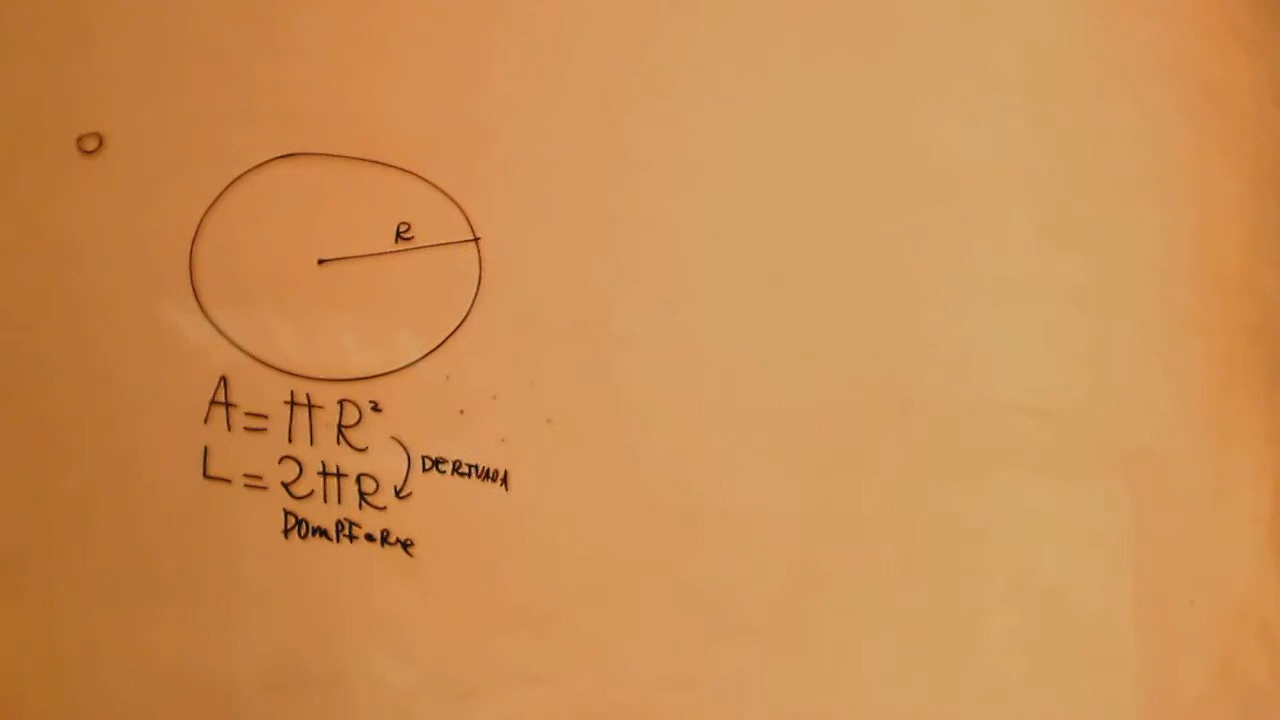 R
A = πR²
L = 2πR
DERIVADA